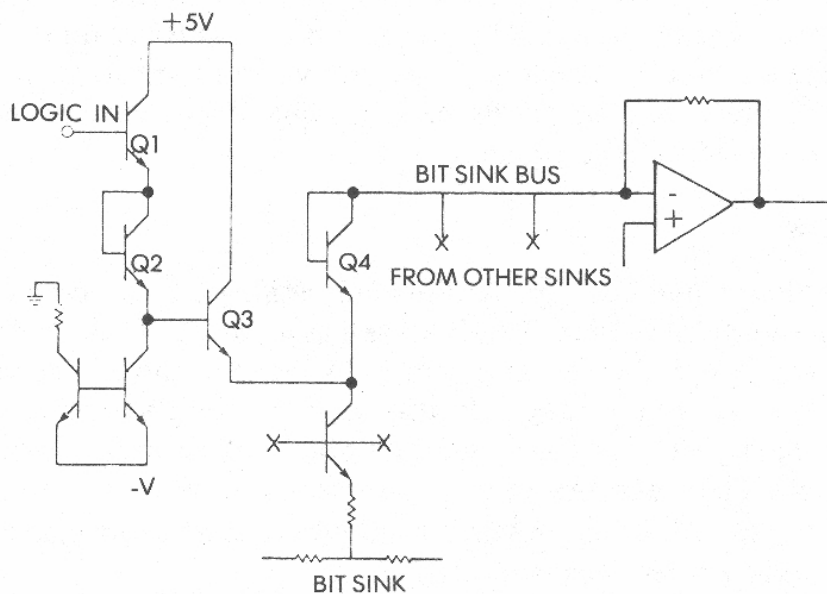 +5V
LOGIC IN
Q1
BIT SINK BUS
-
+
Q2
Q4
FROM OTHER SINKS
Q3
-V
BIT SINK